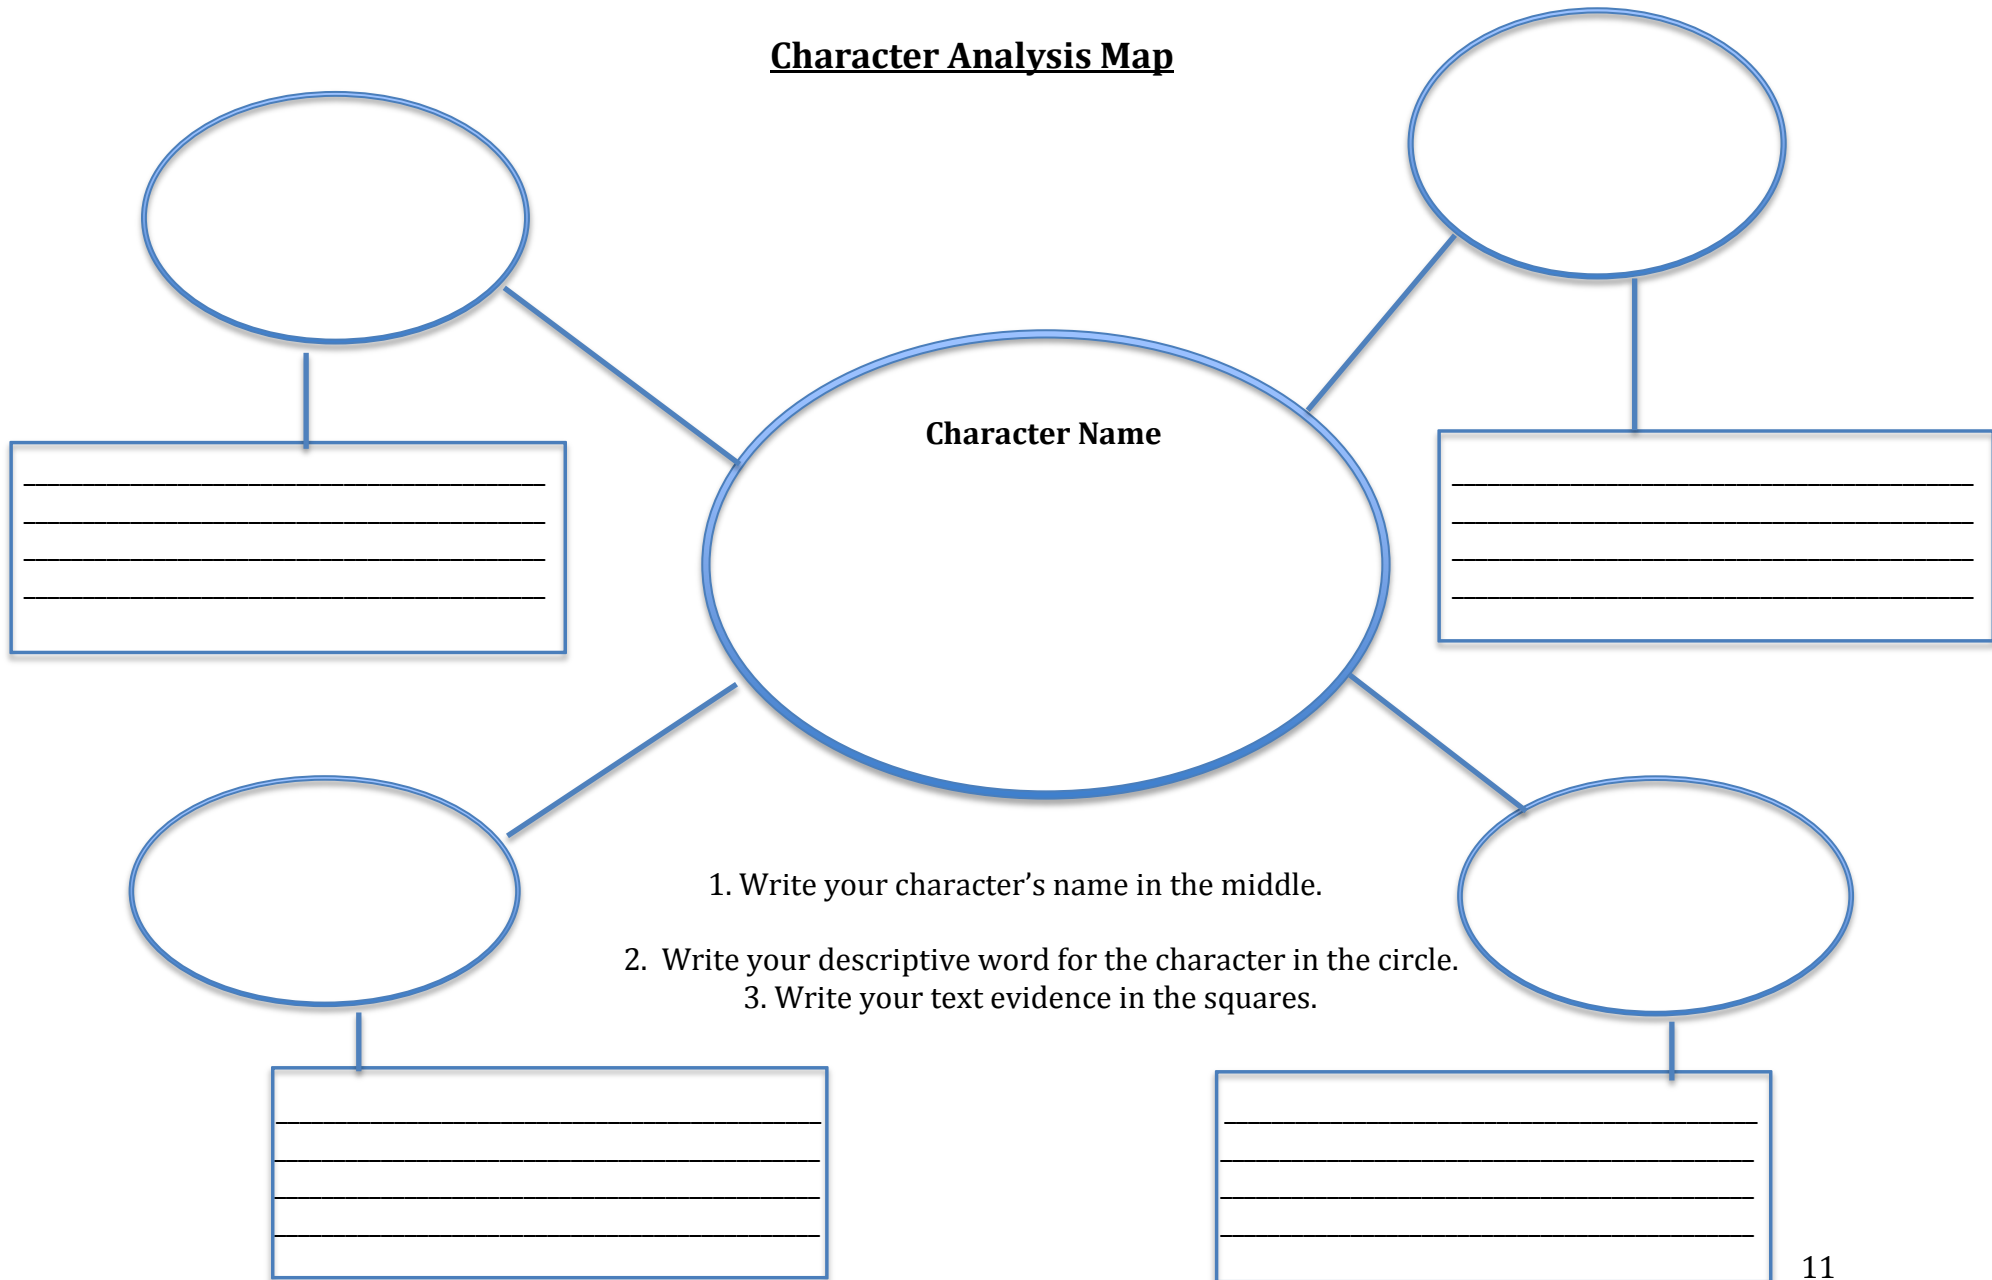 Character Analysis Map
Character Name
1. Write your character’s name in the middle.
2.  Write your descriptive word for the character in the circle.
3. Write your text evidence in the squares.
11